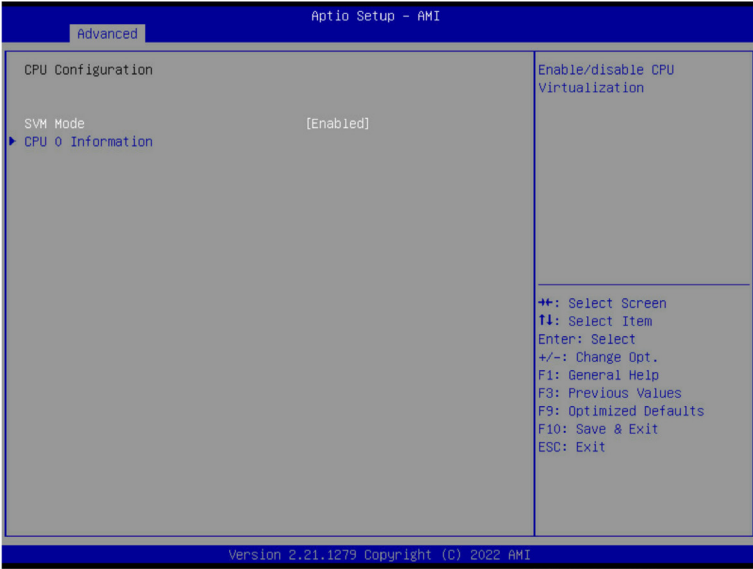 Aptio Setup – AMI
Advanced
CPU Configuration
SVM Mode [Enabled]
CPU 0 Information
Enable/disable CPU
Virtualization
→←: Select Screen
↑↓: Select Item
Enter: Select
+/-: Change Opt.
F1: General Help
F3: Previous Values
F9: Optimized Defaults
F10: Save & Exit
ESC: Exit
Version 2.21.1279 Copyright (C) 2022 AMI